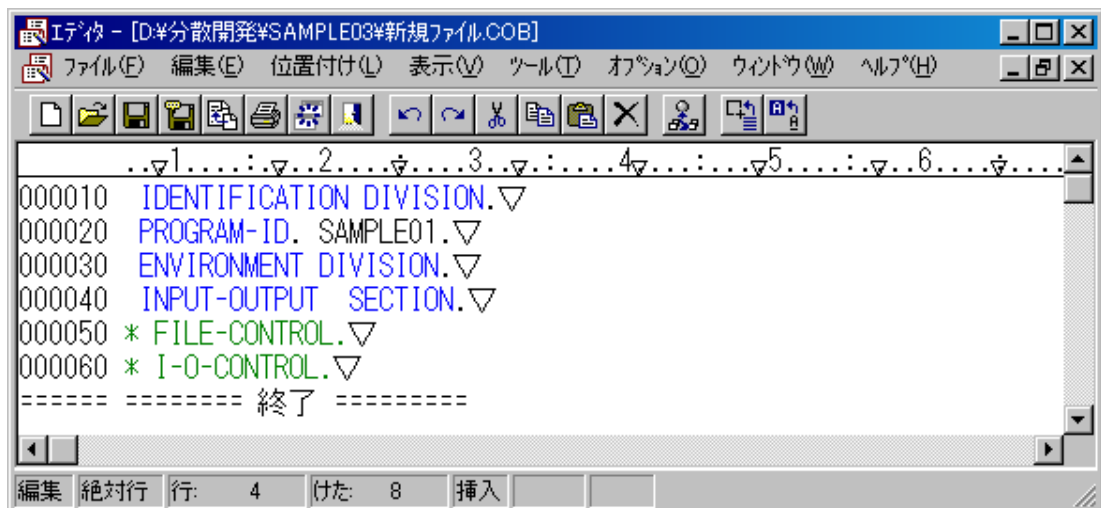 エディタ - [D:¥分散開発¥SAMPLE03¥新規ファイル.COB]
ファイル(F) 編集(E) 位置付け(L) 表示(V) ツール(T) オプション(O) ウィンドウ(W) ヘルプ(H)
..▽1....:.▽..2....▽....3..▽.:....4▽...:...▽5....:.▽..6....▽....
000010 IDENTIFICATION DIVISION.▽
000020 PROGRAM-ID. SAMPLE01.▽
000030 ENVIRONMENT DIVISION.▽
000040 INPUT-OUTPUT SECTION.▽
000050 * FILE-CONTROL.▽
000060 * I-O-CONTROL.▽
====== ======== 終了 =========
編集 絶対行 行: 4 けた: 8 挿入